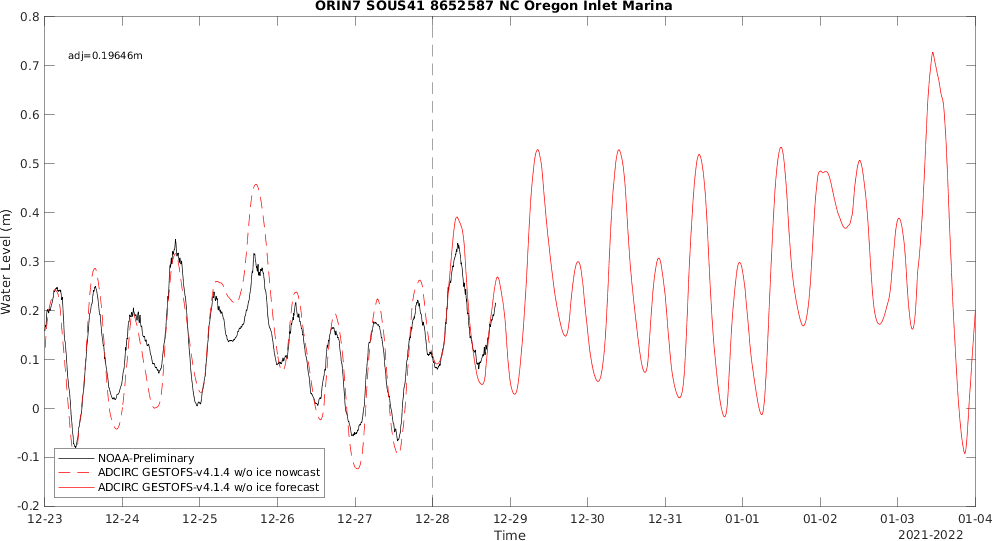 ORIN7 SOUS41 8652587 NC Oregon Inlet Marina
adj=0.19646m
0.8
0.7
0.6
0.5
0.4
0.3
0.2
0.1
0
-0.1
-0.2
Water Level (m)
NOAA-Preliminary
ADCIRC GESTOFS-v4.1.4 w/o ice nowcast
ADCIRC GESTOFS-v4.1.4 w/o ice forecast
12-23 12-24 12-25 12-26 12-27 12-28 12-29 12-30 12-31 01-01 01-02 01-03 01-04
Time
2021-2022